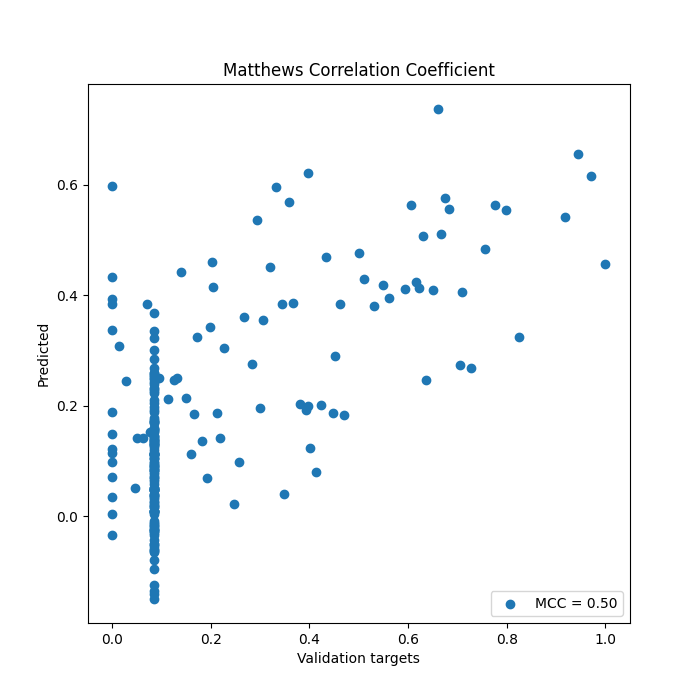 Matthews Correlation Coefficient
0.6
0.4
0.2
0.0
Predicted
MCC = 0.50
0.0 0.2 0.4 0.6 0.8 1.0
Validation targets